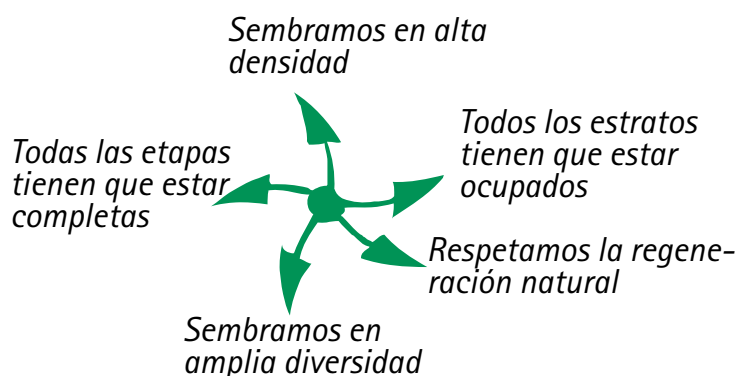 Sembramos en alta
densidad
Todos los estratos
tienen que estar
ocupados
Todas las etapas
tienen que estar
completas
Respetamos la regene-
ración natural
Sembramos en
amplia diversidad